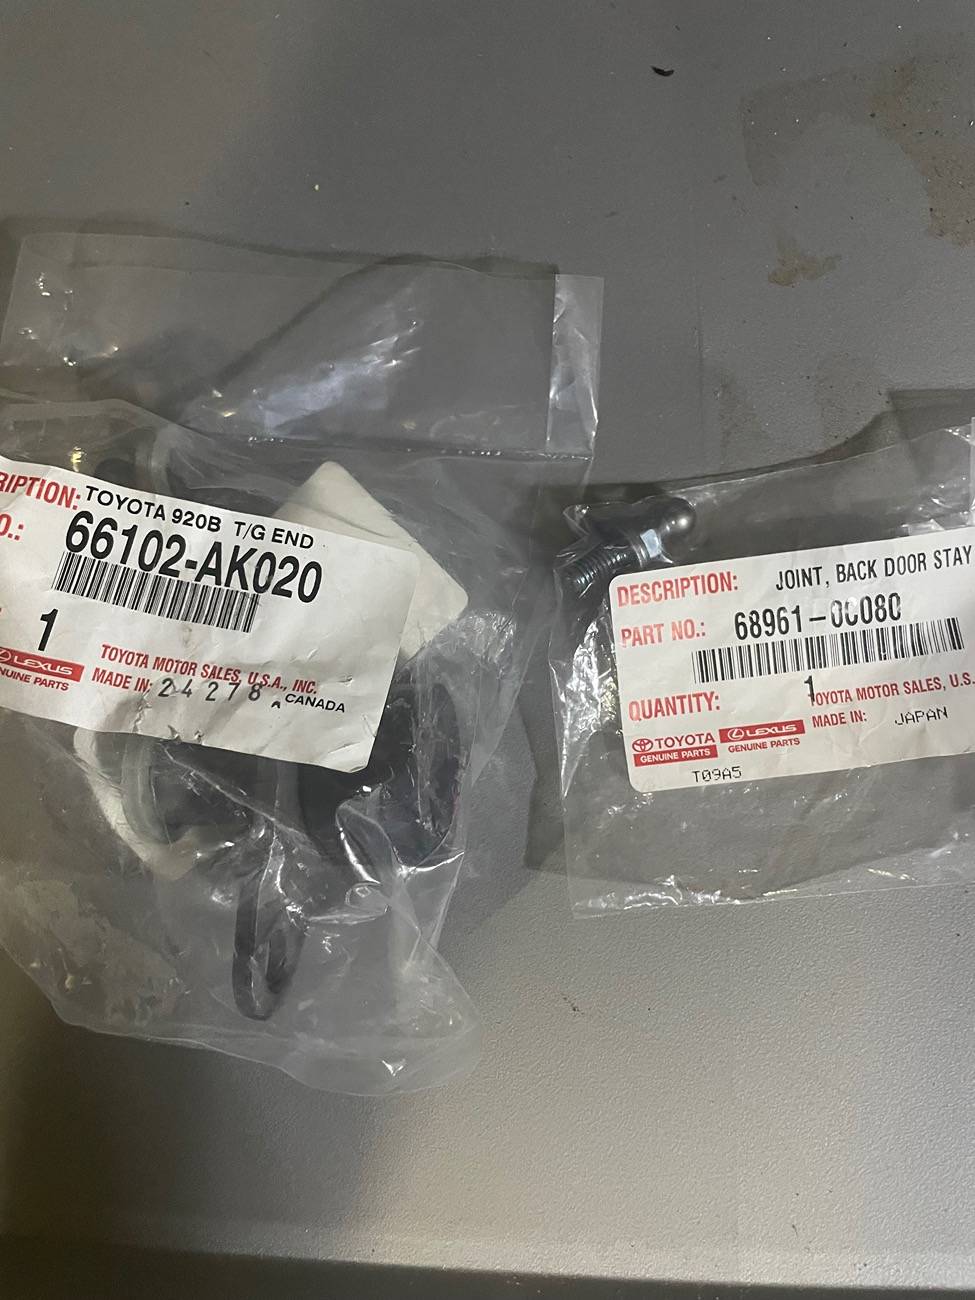 RIPTION: TOYOTA 920B T/G END
O.: 66102-AK020
1
LEXUS
NUINE PARTS
TOYOTA MOTOR SALES, U.S.A., INC.
MADE IN: 24278 CANADA
DESCRIPTION: JOINT, BACK DOOR STAY
PART NO.: 68961-0C080
QUANTITY: 1
TOYOTA MOTOR SALES, U.S.
MADE IN: JAPAN
TOYOTA
GENUINE PARTS
LEXUS
GENUINE PARTS
T09A5